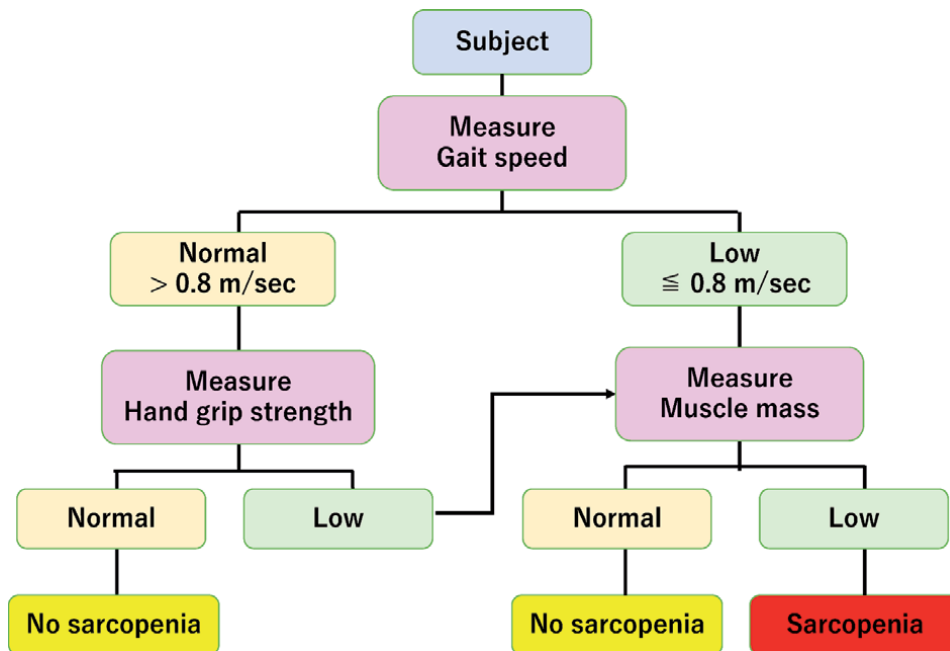 Subject
Measure
Gait speed
Normal
> 0.8 m/sec
Low
≦ 0.8 m/sec
Measure
Hand grip strength
Measure
Muscle mass
Normal
Low
Normal
Low
No sarcopenia
No sarcopenia
Sarcopenia